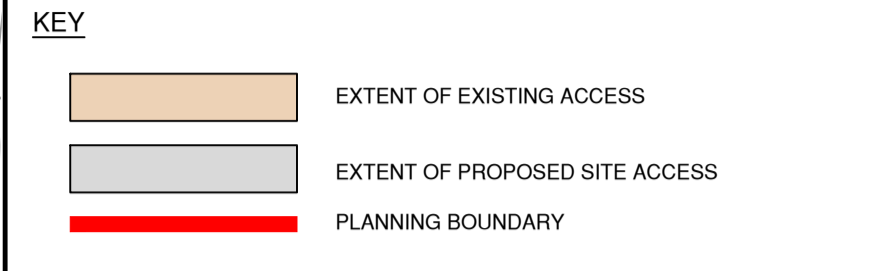 KEY
EXTENT OF EXISTING ACCESS
EXTENT OF PROPOSED SITE ACCESS
PLANNING BOUNDARY